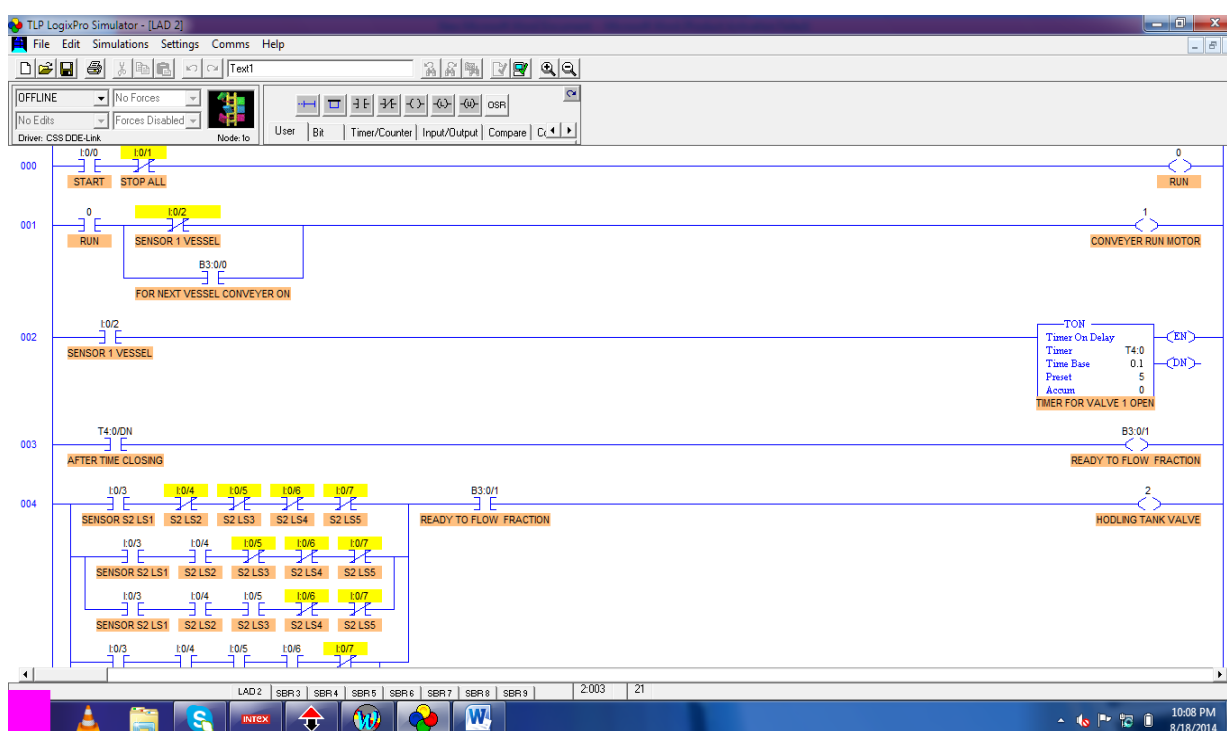 TLP LogixPro Simulator - [LAD 2]
File Edit Simulations Settings Comms Help
Text1
OFFLINE No Forces
No Edits Forces Disabled
Driver: CSS DDE-Link Node: 1o
OSR
User Bit Timer/Counter Input/Output Compare
I:0/0 I:0/1 0
000
START STOP ALL RUN
0 I:0/2 1
001
RUN SENSOR 1 VESSEL CONVEYER RUN MOTOR
B3:0/0
FOR NEXT VESSEL CONVEYER ON
I:0/2
002
SENSOR 1 VESSEL
TON
Timer On Delay (EN)
Timer T4:0
Time Base 0.1 (DN)
Preset 5
Accum 0
TIMER FOR VALVE 1 OPEN
T4:0/DN B3:0/1
003
AFTER TIME CLOSING READY TO FLOW FRACTION
I:0/3 I:0/4 I:0/5 I:0/6 I:0/7 B3:0/1 2
004
SENSOR S2 LS1 S2 LS2 S2 LS3 S2 LS4 S2 LS5 READY TO FLOW FRACTION HODLING TANK VALVE
I:0/3 I:0/4 I:0/5 I:0/6 I:0/7
SENSOR S2 LS1 S2 LS2 S2 LS3 S2 LS4 S2 LS5
I:0/3 I:0/4 I:0/5 I:0/6 I:0/7
SENSOR S2 LS1 S2 LS2 S2 LS3 S2 LS4 S2 LS5
I:0/3 I:0/4 I:0/5 I:0/6 I:0/7
LAD 2 SBR 3 SBR 4 SBR 5 SBR 6 SBR 7 SBR 8 SBR 9 2:003 21
INTEX
10:08 PM
8/18/2014